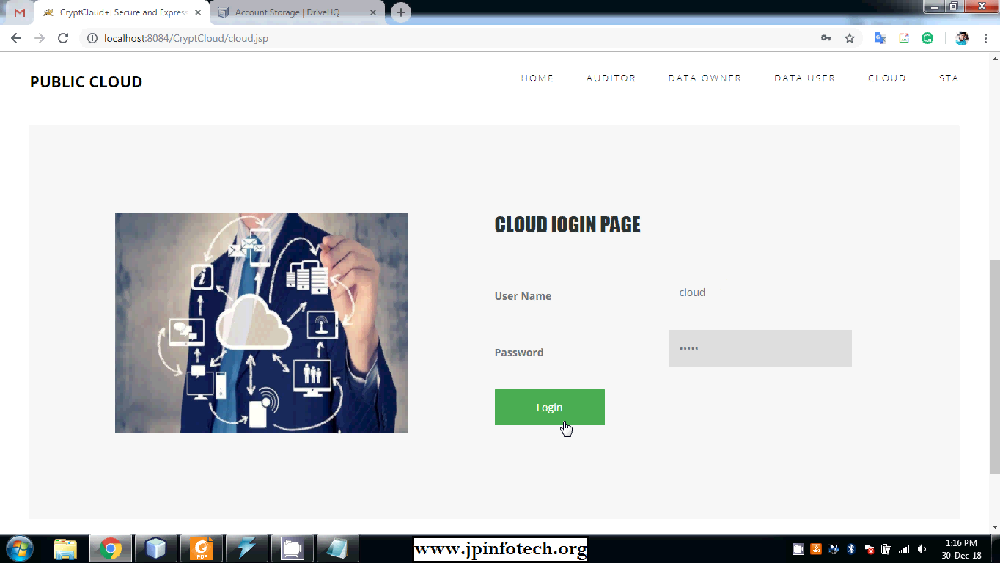 CryptCloud+: Secure and Express
Account Storage | DriveHQ
localhost:8084/CryptCloud/cloud.jsp
PUBLIC CLOUD
HOME AUDITOR DATA OWNER DATA USER CLOUD STA
CLOUD lOGIN PAGE
User Name
cloud
Password
•••••
Login
PDF
www.jpinfotech.org
1:16 PM
30-Dec-18